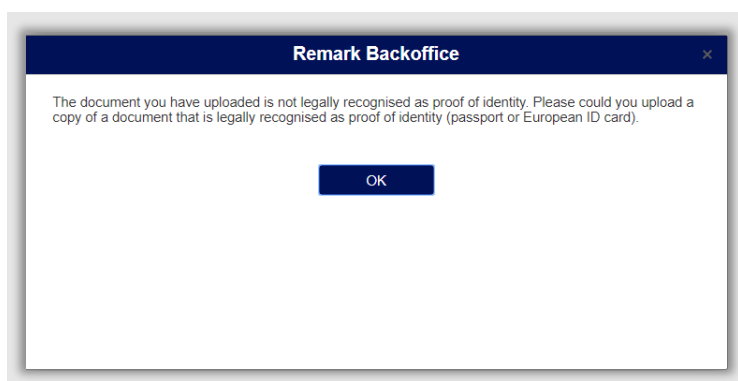 Remark Backoffice
×
The document you have uploaded is not legally recognised as proof of identity. Please could you upload a
copy of a document that is legally recognised as proof of identity (passport or European ID card).
OK